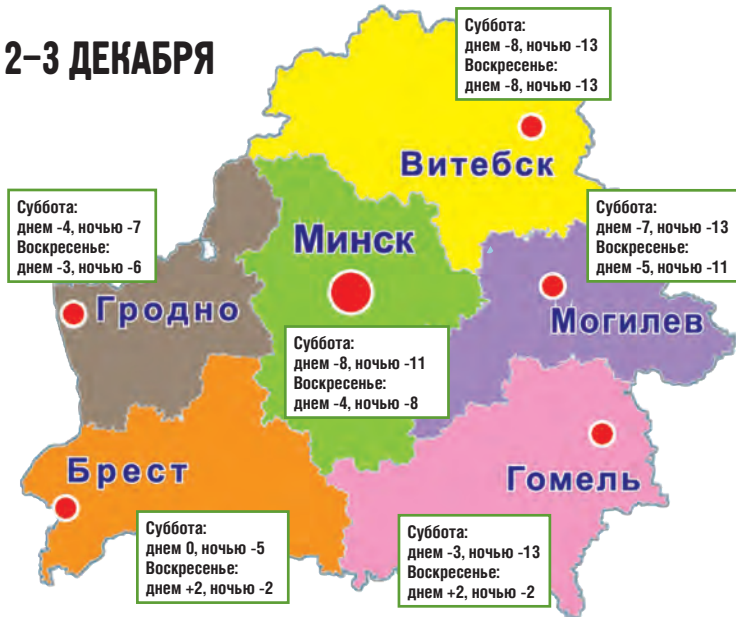 2–3 ДЕКАБРЯ
Суббота:
днем -8, ночью -13
Воскресенье:
днем -8, ночью -13
Витебск
Суббота:
днем -4, ночью -7
Воскресенье:
днем -3, ночью -6
Гродно
Минск
Суббота:
днем -8, ночью -11
Воскресенье:
днем -4, ночью -8
Суббота:
днем -7, ночью -13
Воскресенье:
днем -5, ночью -11
Могилев
Брест
Суббота:
днем 0, ночью -5
Воскресенье:
днем +2, ночью -2
Гомель
Суббота:
днем -3, ночью -13
Воскресенье:
днем +2, ночью -2